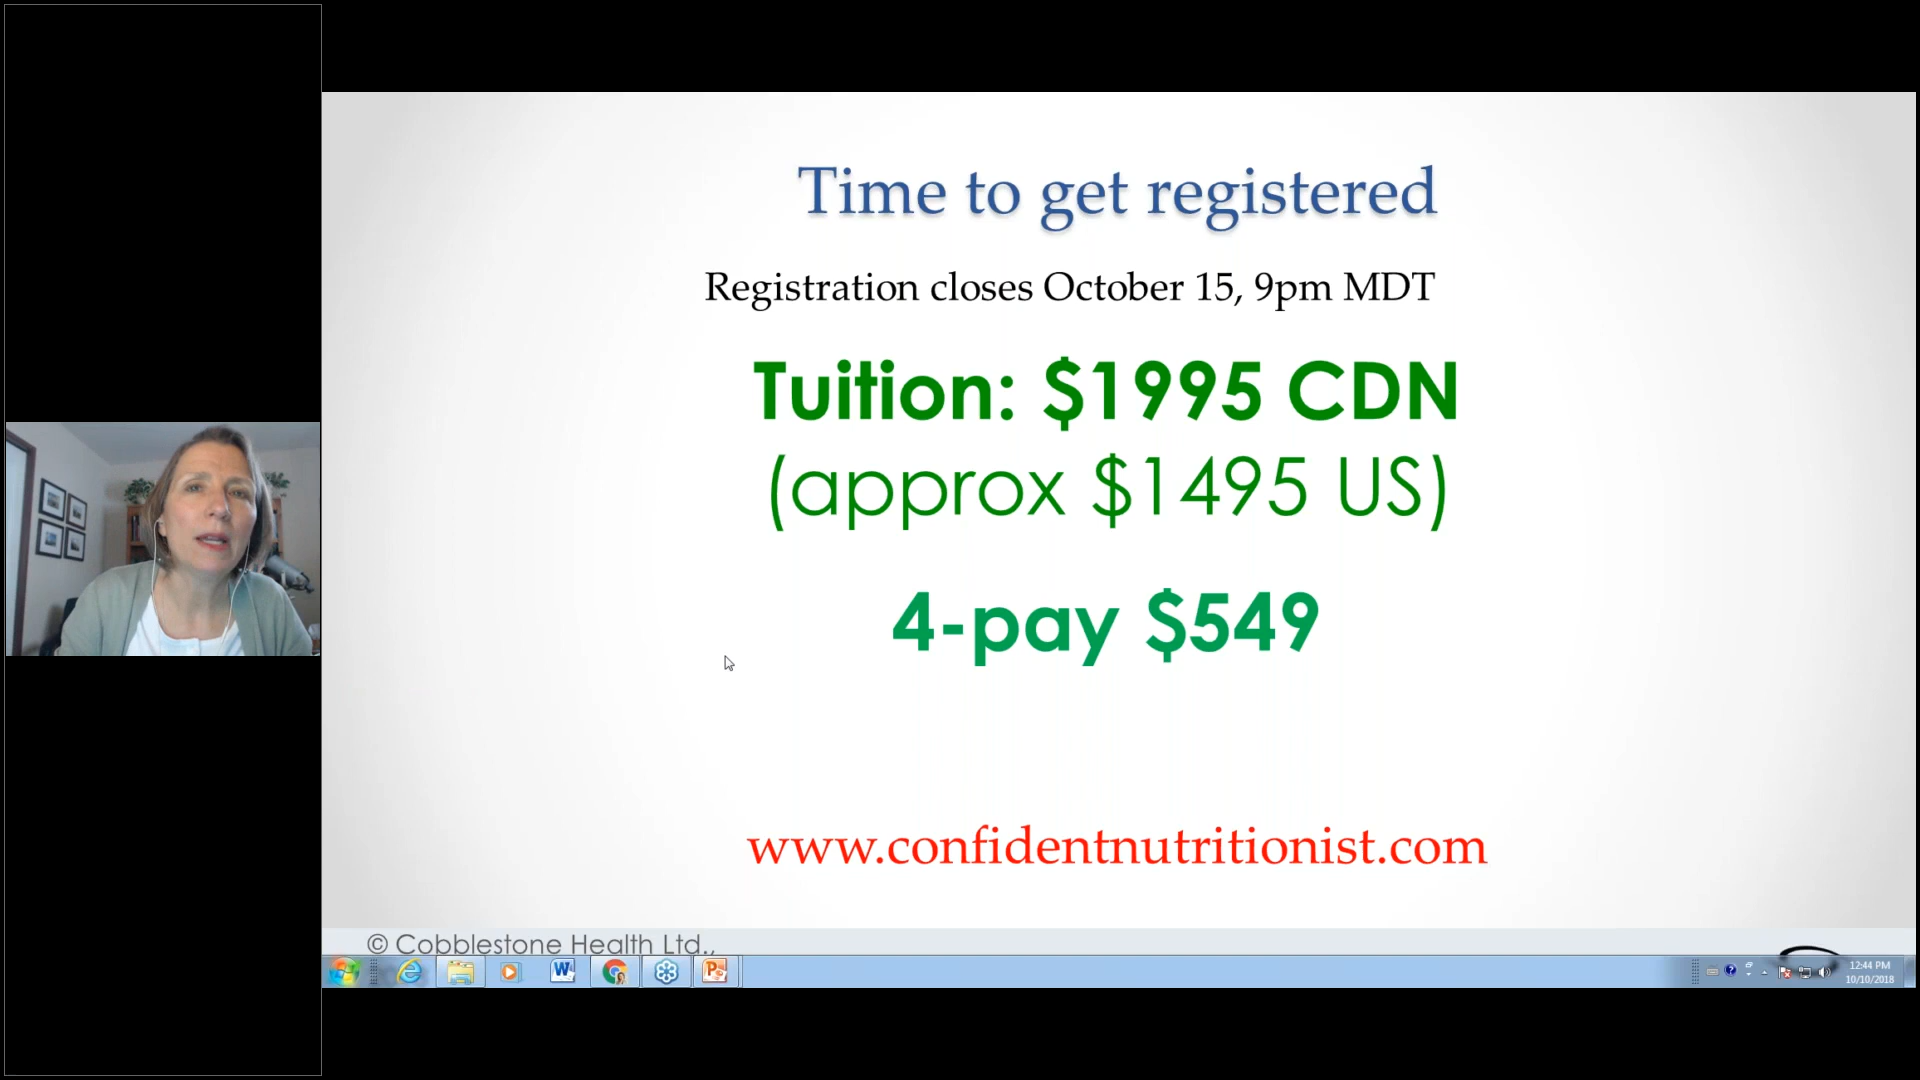 Time to get registered
Registration closes October 15, 9pm MDT
Tuition: $1995 CDN
(approx $1495 US)
4-pay $549
www.confidentnutritionist.com
© Cobblestone Health Ltd.,
12:44 PM
10/10/2018